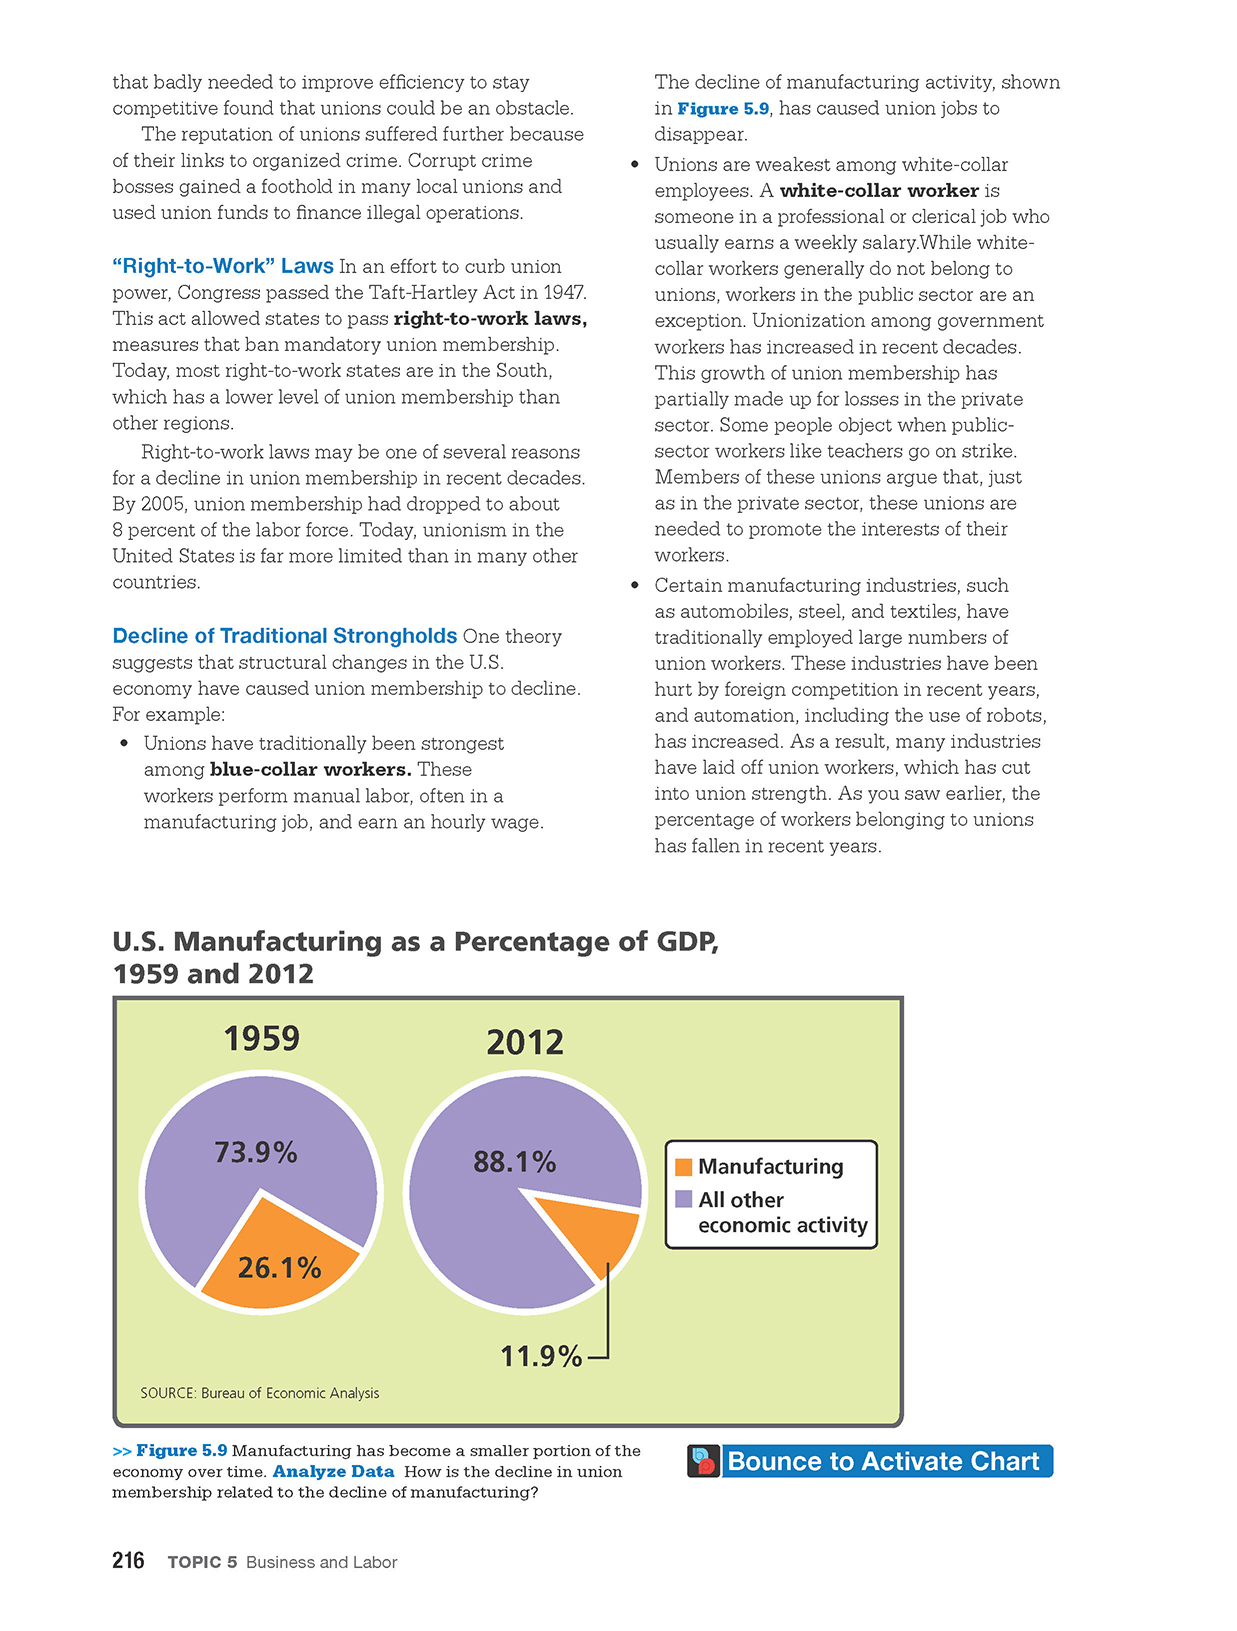 that badly needed to improve efficiency to stay
competitive found that unions could be an obstacle.
The reputation of unions suffered further because
of their links to organized crime. Corrupt crime
bosses gained a foothold in many local unions and
used union funds to finance illegal operations.
“Right-to-Work” Laws In an effort to curb union
power, Congress passed the Taft-Hartley Act in 1947.
This act allowed states to pass right-to-work laws,
measures that ban mandatory union membership.
Today, most right-to-work states are in the South,
which has a lower level of union membership than
other regions.
Right-to-work laws may be one of several reasons
for a decline in union membership in recent decades.
By 2005, union membership had dropped to about
8 percent of the labor force. Today, unionism in the
United States is far more limited than in many other
countries.
Decline of Traditional Strongholds One theory
suggests that structural changes in the U.S.
economy have caused union membership to decline.
For example:
• Unions have traditionally been strongest
among blue-collar workers. These
workers perform manual labor, often in a
manufacturing job, and earn an hourly wage.
The decline of manufacturing activity, shown
in Figure 5.9, has caused union jobs to
disappear.
• Unions are weakest among white-collar
employees. A white-collar worker is
someone in a professional or clerical job who
usually earns a weekly salary.While white-
collar workers generally do not belong to
unions, workers in the public sector are an
exception. Unionization among government
workers has increased in recent decades.
This growth of union membership has
partially made up for losses in the private
sector. Some people object when public-
sector workers like teachers go on strike.
Members of these unions argue that, just
as in the private sector, these unions are
needed to promote the interests of their
workers.
• Certain manufacturing industries, such
as automobiles, steel, and textiles, have
traditionally employed large numbers of
union workers. These industries have been
hurt by foreign competition in recent years,
and automation, including the use of robots,
has increased. As a result, many industries
have laid off union workers, which has cut
into union strength. As you saw earlier, the
percentage of workers belonging to unions
has fallen in recent years.
U.S. Manufacturing as a Percentage of GDP,
1959 and 2012
1959
2012
73.9%
26.1%
88.1%
11.9%
Manufacturing
All other
economic activity
SOURCE: Bureau of Economic Analysis
>> Figure 5.9 Manufacturing has become a smaller portion of the
economy over time. Analyze Data How is the decline in union
membership related to the decline of manufacturing?
Bounce to Activate Chart
216 TOPIC 5 Business and Labor